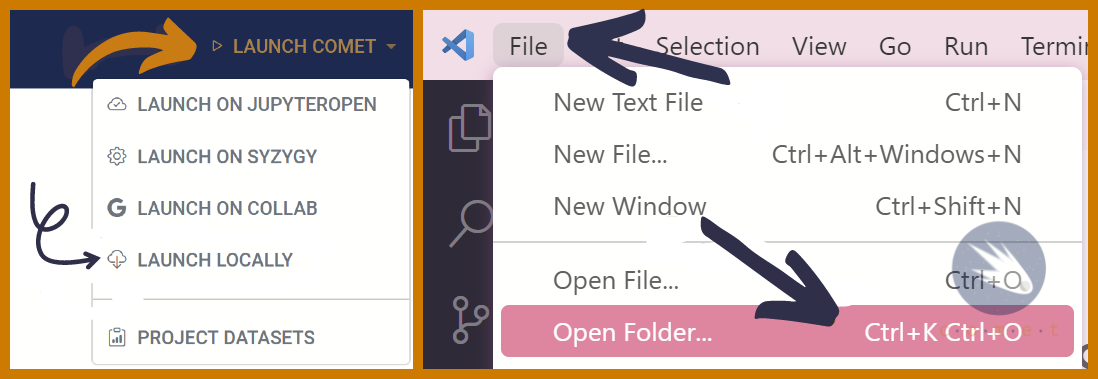 LAUNCH COMET
LAUNCH ON JUPYTEROPEN
LAUNCH ON SYZYGY
LAUNCH ON COLLAB
LAUNCH LOCALLY
PROJECT DATASETS
File Selection View Go Run Termin
New Text File Ctrl+N
New File... Ctrl+Alt+Windows+N
New Window Ctrl+Shift+N
Open File... Ctrl+O
Open Folder... Ctrl+K Ctrl+O